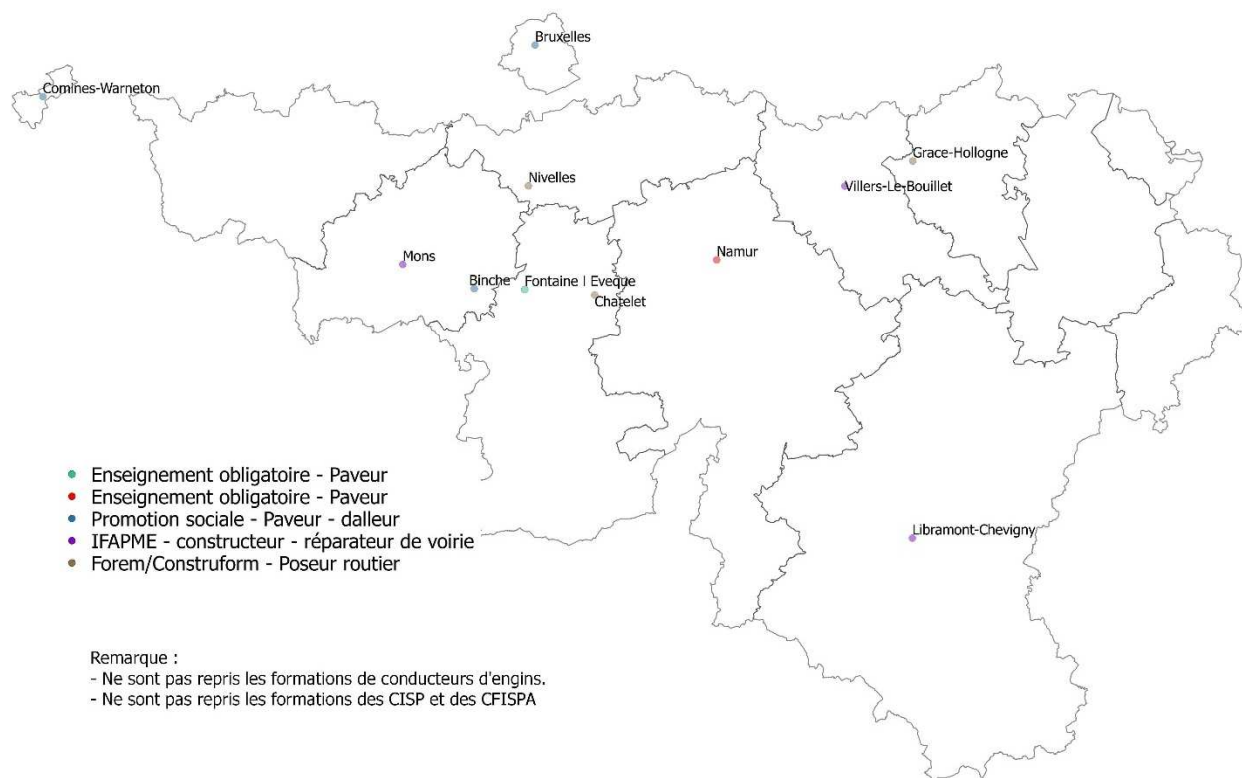 Bruxelles
Comines-Warneton
Grace-Hollogne
Nivelles
Villers-Le-Bouillet
Mons
Namur
Binche
Fontaine l Eveque
Chatelet
Enseignement obligatoire - Paveur
Enseignement obligatoire - Paveur
Promotion sociale - Paveur - dalleur
IFAPME - constructeur - réparateur de voirie
Forem/Construform - Poseur routier
Libramont-Chevigny
Remarque :
- Ne sont pas repris les formations de conducteurs d'engins.
- Ne sont pas repris les formations des CISP et des CFISPA